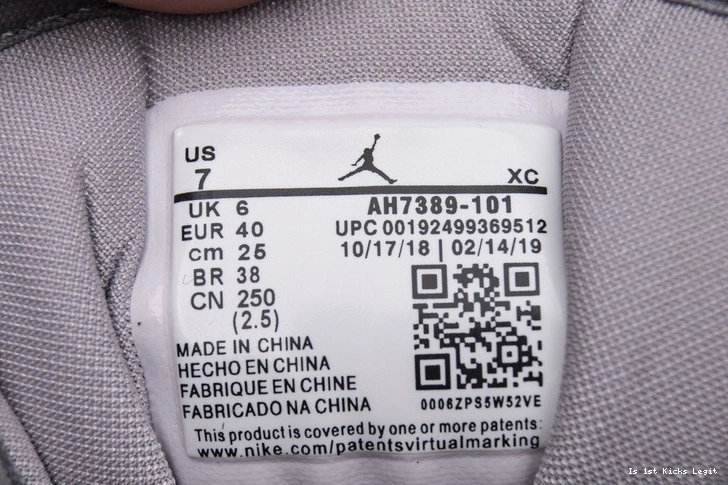 US
7 XC
UK 6
EUR 40
cm 25
BR 38
CN 250
(2.5)
AH7389-101
UPC 00192499369512
10/17/18 | 02/14/19
0006ZPS5W52VE
MADE IN CHINA
HECHO EN CHINA
FABRIQUE EN CHINE
FABRICADO NA CHINA
This product is covered by one or more patents:
www.nike.com/patentsvirtualmarking
Is 1st Kicks Legit